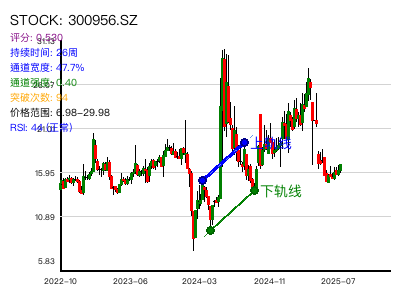 STOCK: 300956.SZ
评分: 0.530
持续时间: 26周
通道宽度: 47.7%
通道强度: 0.40
突破次数: 94
价格范围: 6.98-29.98
RSI: 44 (正常)
上轨线
15.95
下轨线
10.89
5.83
2022-10
2023-06
2024-03
2024-11
2025-07